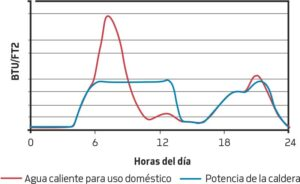 BTU/FT2
0 6 12 18 24
Horas del día
Agua caliente para uso doméstico Potencia de la caldera